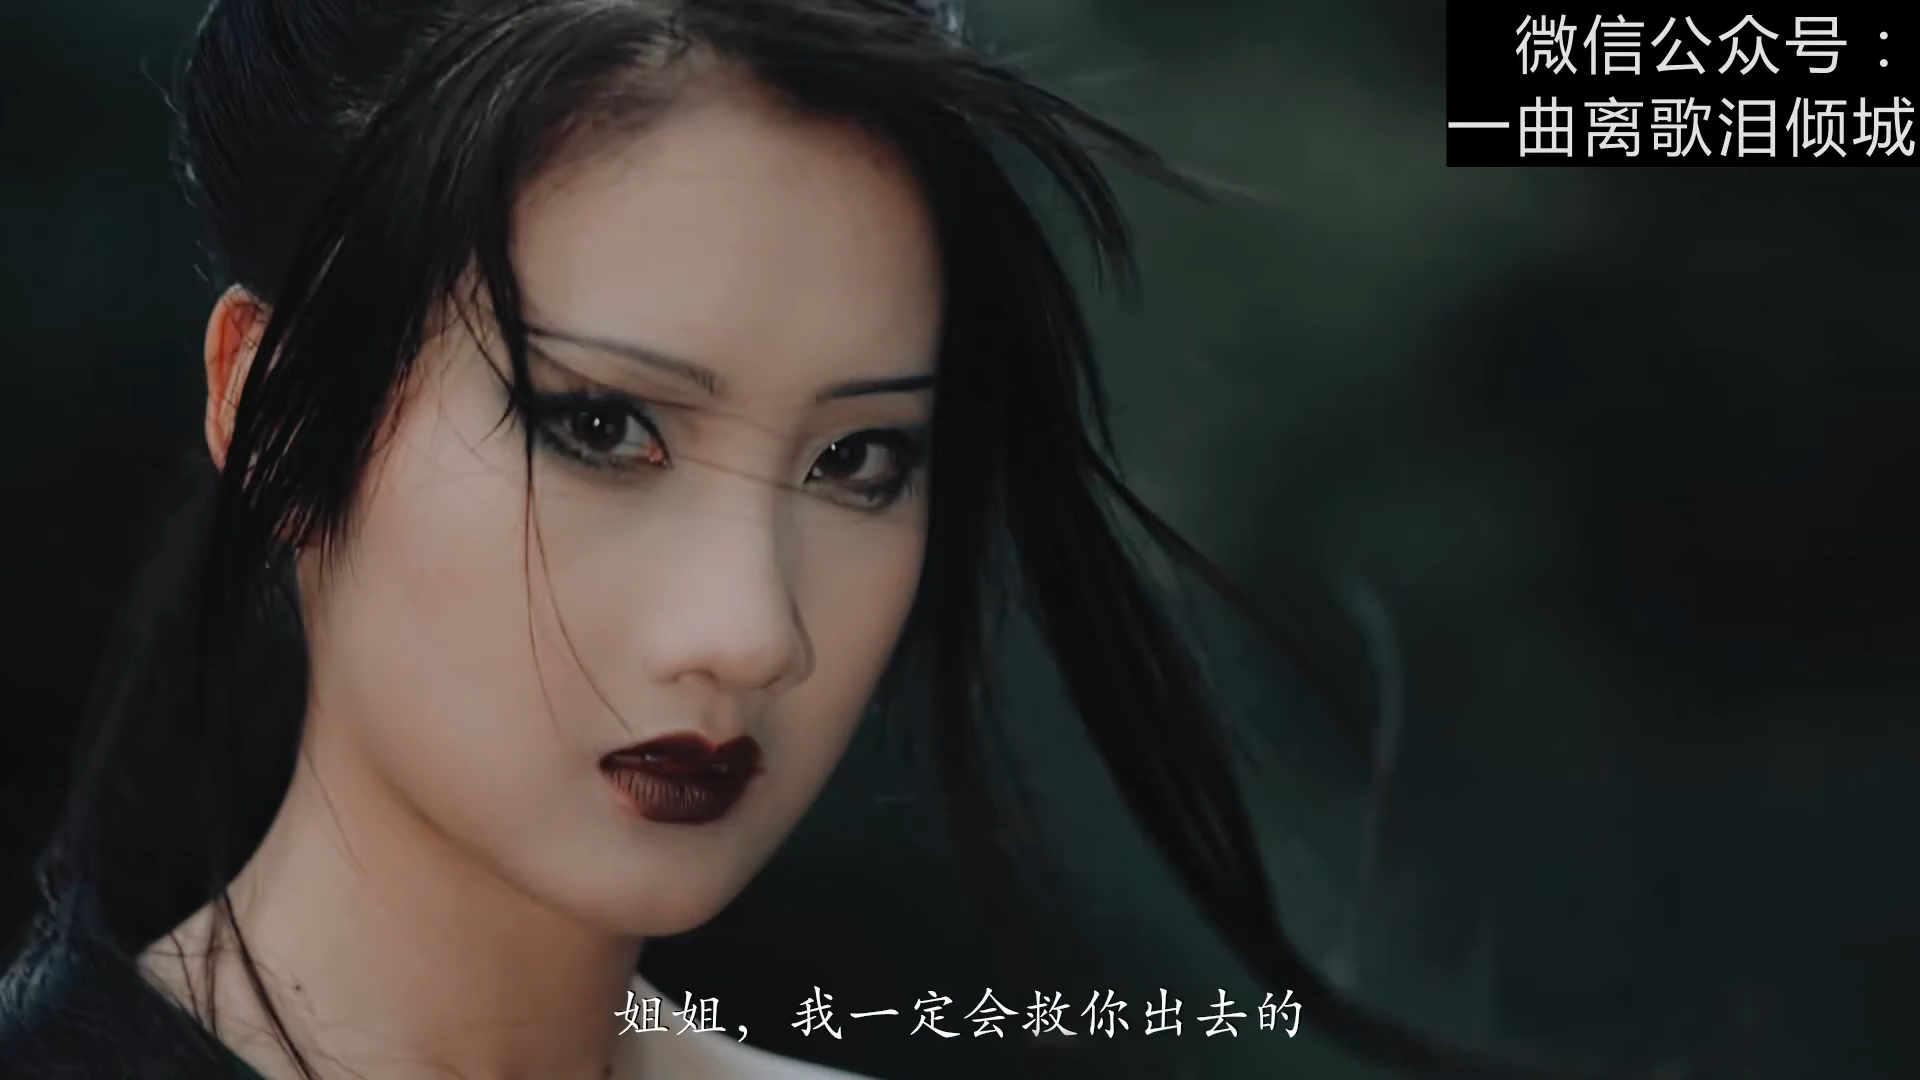 微信公众号：
一曲离歌泪倾城
姐姐，我一定会救你出去的